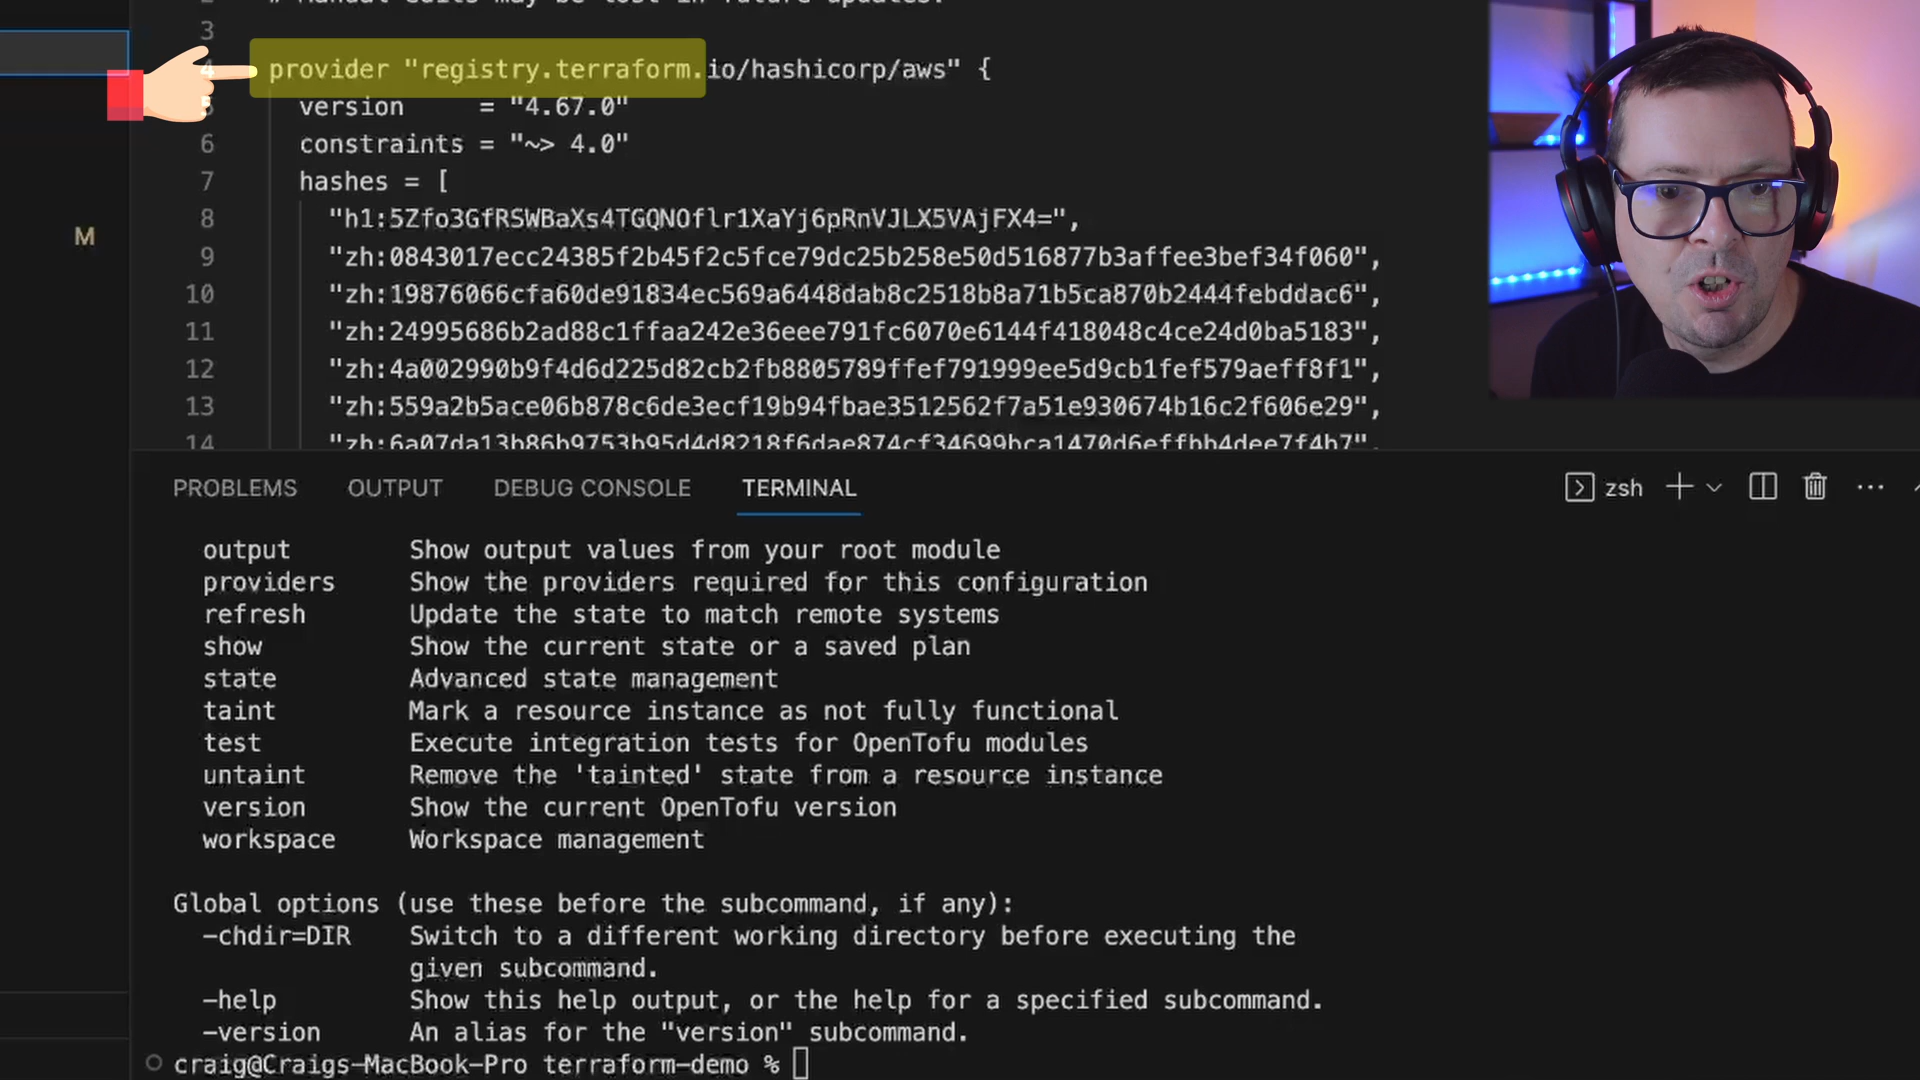 3
4 provider "registry.terraform.io/hashicorp/aws" {
5 version = "4.67.0"
6 constraints = "~> 4.0"
7 hashes = [
8 "h1:5Zfo3GfRSWBaXs4TGQNOflr1XaYj6pRnVJLX5VAjFX4=",
9 "zh:0843017ecc24385f2b45f2c5fce79dc25b258e50d516877b3affee3bef34f060",
10 "zh:19876066cfa60de91834ec569a6448dab8c2518b8a71b5ca870b2444febddac6",
11 "zh:24995686b2ad88c1ffaa242e36eee791fc6070e6144f418048c4ce24d0ba5183",
12 "zh:4a002990b9f4d6d225d82cb2fb8805789ffef791999ee5d9cb1fef579aeff8f1",
13 "zh:559a2b5ace06b878c6de3ecf19b94fbae3512562f7a51e930674b16c2f606e29",
14 "zh:6a07da13b86b9753b95d4d8218f6dae874cf34699bca1470d6effbb4dee7f4b7",
M
PROBLEMS OUTPUT DEBUG CONSOLE TERMINAL zsh
output Show output values from your root module
providers Show the providers required for this configuration
refresh Update the state to match remote systems
show Show the current state or a saved plan
state Advanced state management
taint Mark a resource instance as not fully functional
test Execute integration tests for OpenTofu modules
untaint Remove the 'tainted' state from a resource instance
version Show the current OpenTofu version
workspace Workspace management
Global options (use these before the subcommand, if any):
-chdir=DIR Switch to a different working directory before executing the
given subcommand.
-help Show this help output, or the help for a specified subcommand.
-version An alias for the "version" subcommand.
craig@Craigs-MacBook-Pro terraform-demo %